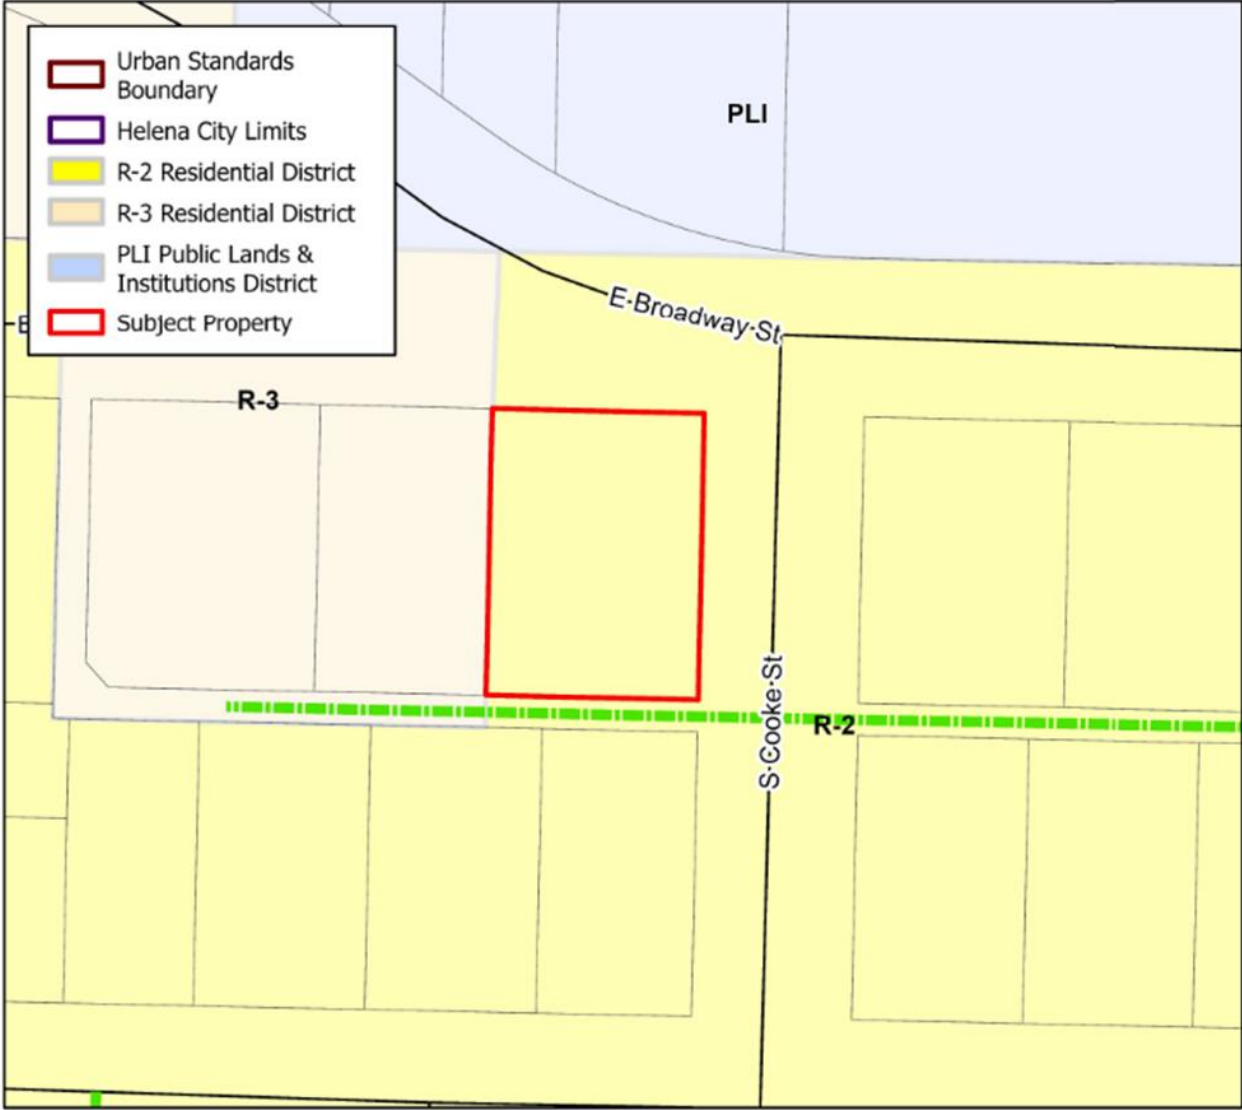 Urban Standards
Boundary
Helena City Limits
R-2 Residential District
R-3 Residential District
PLI Public Lands &
Institutions District
Subject Property
PLI
E-Broadway-St
R-3
S-Cooke-St
R-2